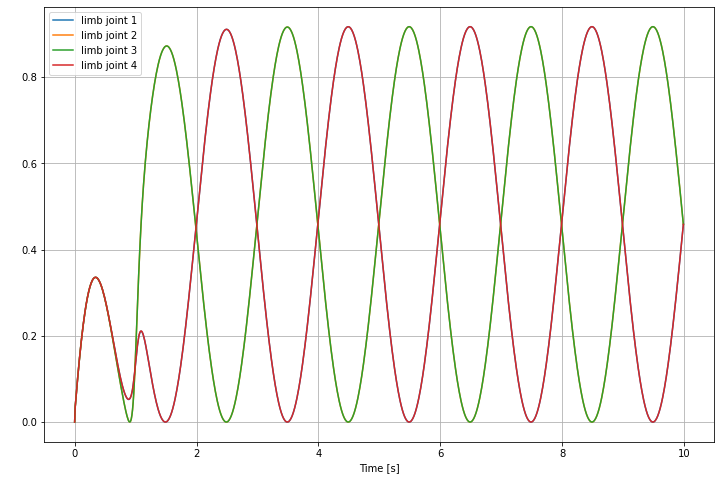 limb joint 1
limb joint 2
limb joint 3
limb joint 4
0.8
0.6
0.4
0.2
0.0
0 2 4 6 8 10
Time [s]